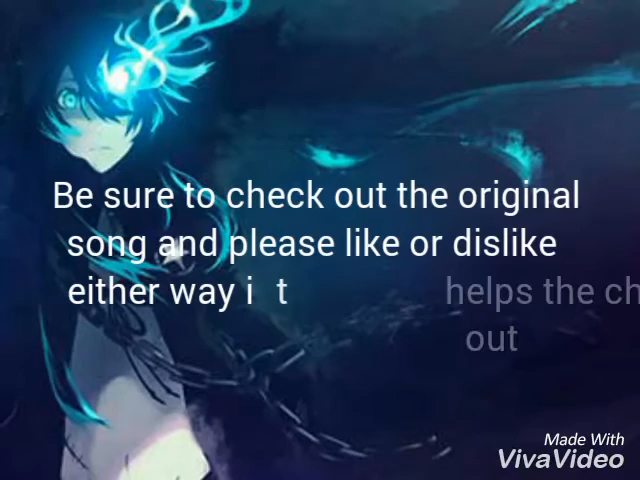 Be sure to check out the original
song and please like or dislike
either way i t helps the
out
Made With
VivaVideo